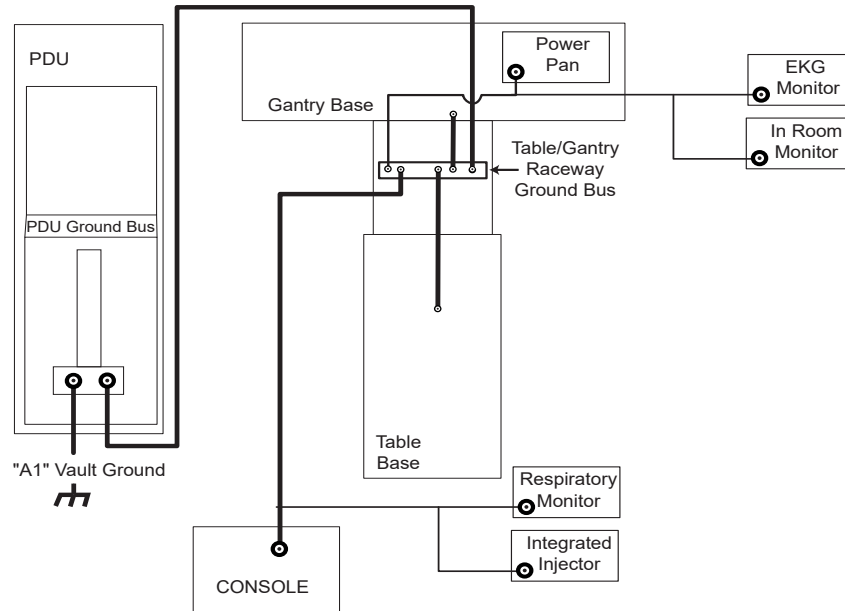 PDU
Power
Pan
Gantry Base
EKG
Monitor
In Room
Monitor
Table/Gantry
Raceway
Ground Bus
PDU Ground Bus
Table
Base
"A1" Vault Ground
Respiratory
Monitor
Integrated
Injector
CONSOLE